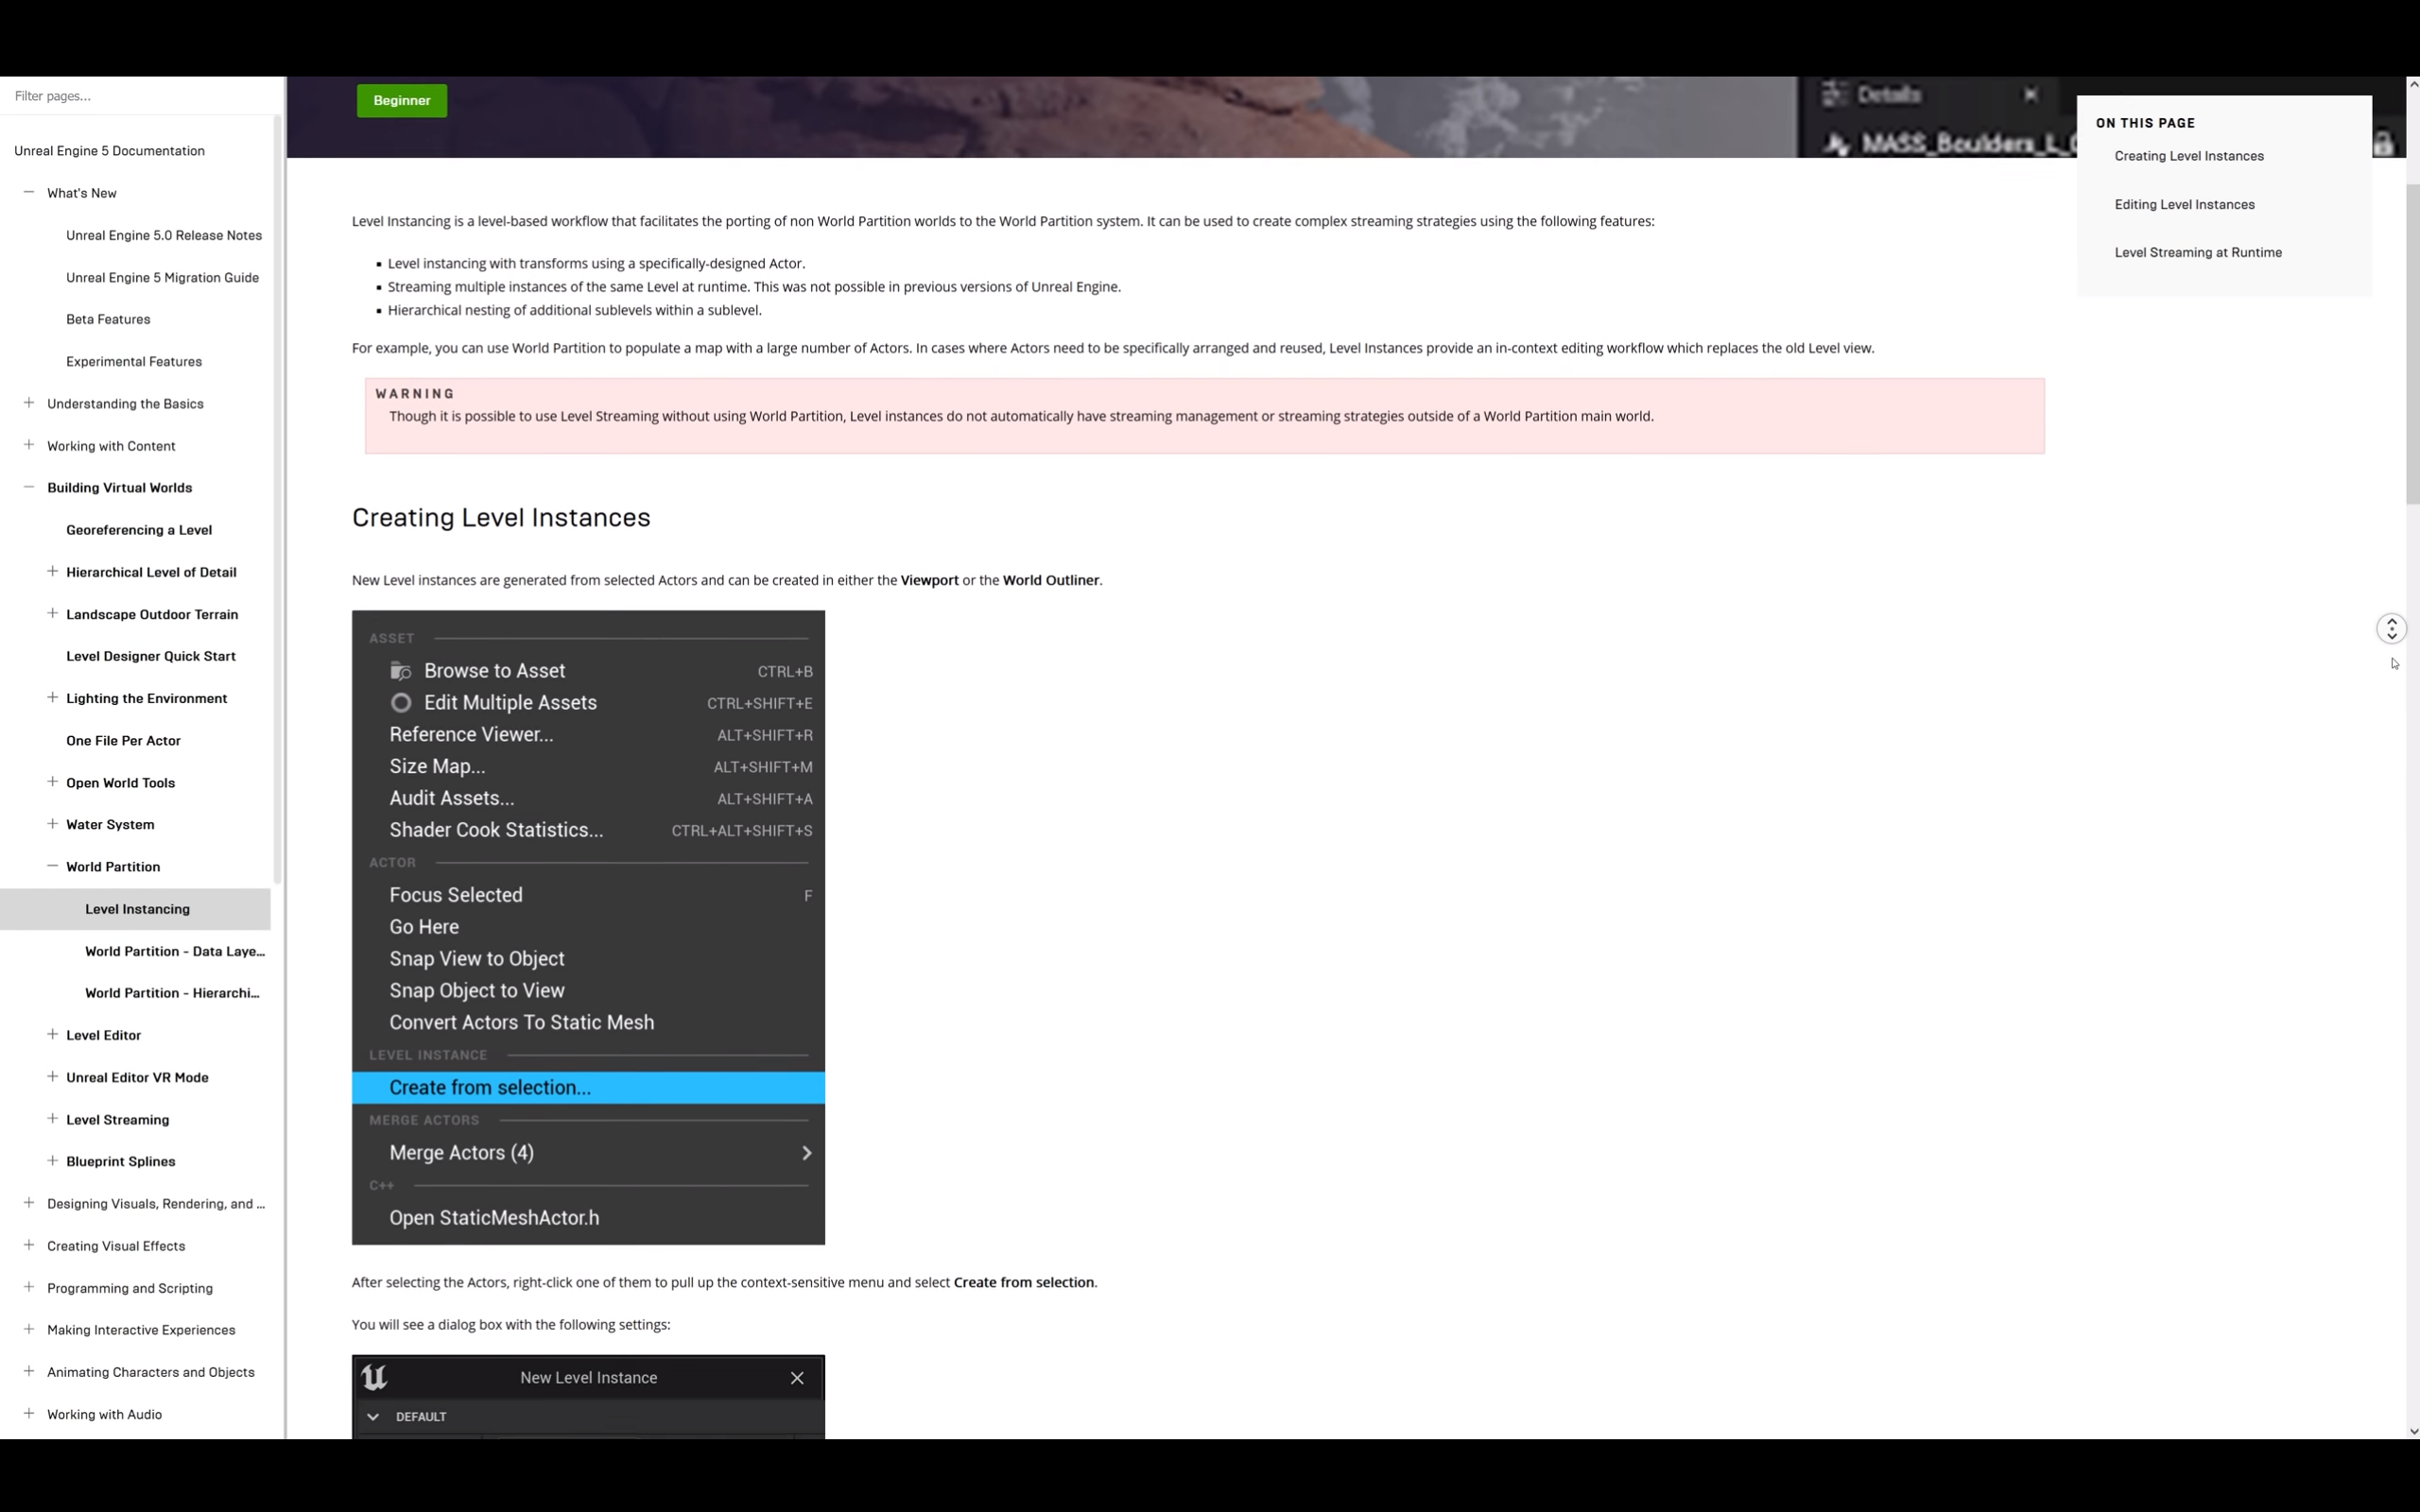 Filter pages...
Unreal Engine 5 Documentation
What's New
Unreal Engine 5.0 Release Notes
Unreal Engine 5 Migration Guide
Beta Features
Experimental Features
Understanding the Basics
Working with Content
Building Virtual Worlds
Georeferencing a Level
Hierarchical Level of Detail
Landscape Outdoor Terrain
Level Designer Quick Start
Lighting the Environment
One File Per Actor
Open World Tools
Water System
World Partition
Level Instancing
World Partition - Data Laye...
World Partition - Hierarchi...
Level Editor
Unreal Editor VR Mode
Level Streaming
Blueprint Splines
Designing Visuals, Rendering, and ...
Creating Visual Effects
Programming and Scripting
Making Interactive Experiences
Animating Characters and Objects
Working with Audio
Beginner
Details
MASS_Boulders_L_
Level Instancing is a level-based workflow that facilitates the porting of non World Partition worlds to the World Partition system. It can be used to create complex streaming strategies using the following features:
▪ Level instancing with transforms using a specifically-designed Actor.
▪ Streaming multiple instances of the same Level at runtime. This was not possible in previous versions of Unreal Engine.
▪ Hierarchical nesting of additional sublevels within a sublevel.
For example, you can use World Partition to populate a map with a large number of Actors. In cases where Actors need to be specifically arranged and reused, Level Instances provide an in-context editing workflow which replaces the old Level view.
WARNING
Though it is possible to use Level Streaming without using World Partition, Level instances do not automatically have streaming management or streaming strategies outside of a World Partition main world.
Creating Level Instances
New Level instances are generated from selected Actors and can be created in either the Viewport or the World Outliner.
ASSET
Browse to Asset CTRL+B
Edit Multiple Assets CTRL+SHIFT+E
Reference Viewer... ALT+SHIFT+R
Size Map... ALT+SHIFT+M
Audit Assets... ALT+SHIFT+A
Shader Cook Statistics... CTRL+ALT+SHIFT+S
ACTOR
Focus Selected F
Go Here
Snap View to Object
Snap Object to View
Convert Actors To Static Mesh
LEVEL INSTANCE
Create from selection...
MERGE ACTORS
Merge Actors (4)
C++
Open StaticMeshActor.h
After selecting the Actors, right-click one of them to pull up the context-sensitive menu and select Create from selection.
You will see a dialog box with the following settings:
New Level Instance
DEFAULT
ON THIS PAGE
Creating Level Instances
Editing Level Instances
Level Streaming at Runtime